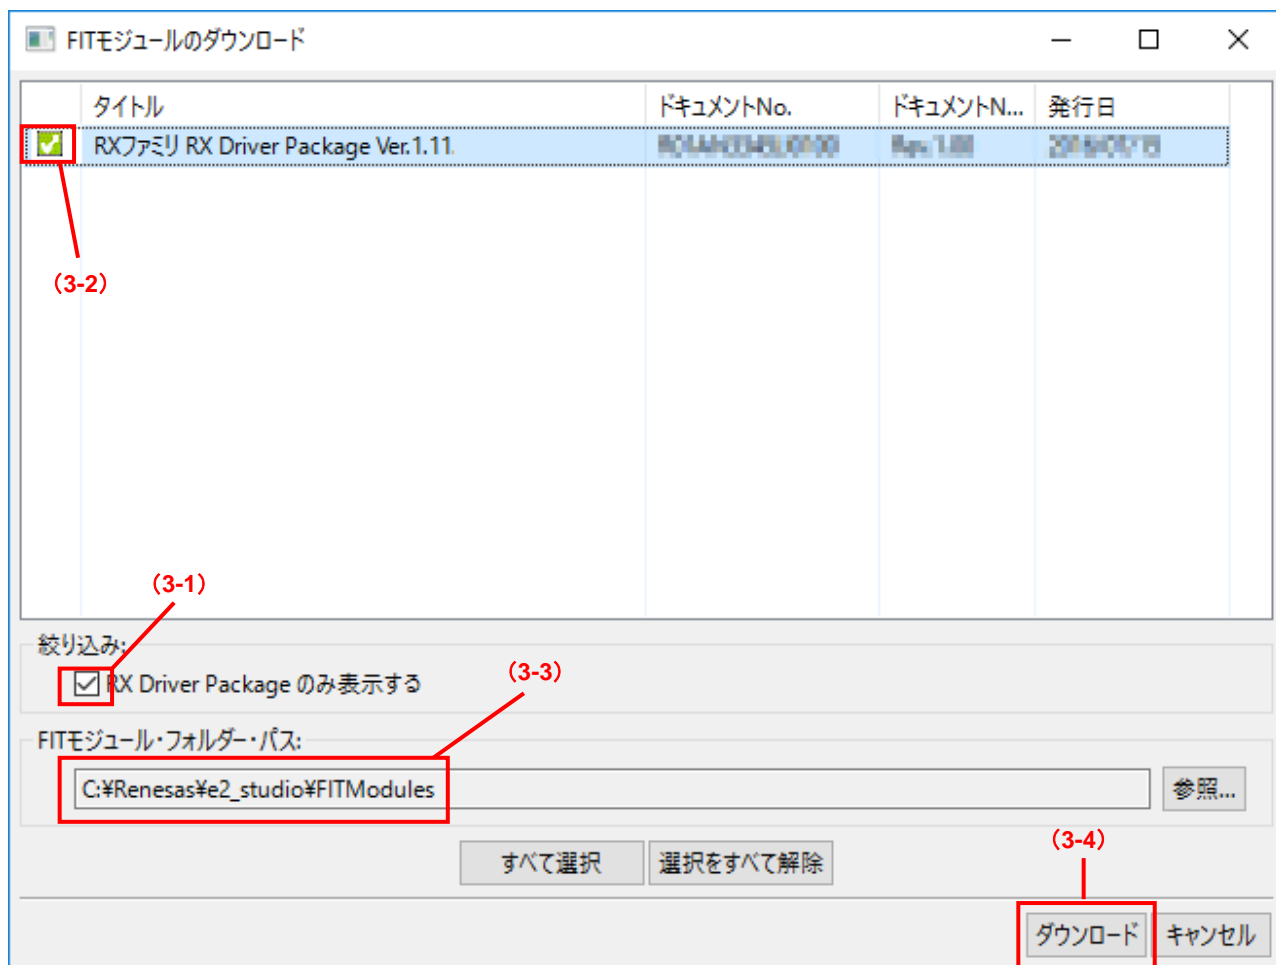 FITモジュールのダウンロード
タイトル ドキュメントNo. ドキュメントN... 発行日
RXファミリ RX Driver Package Ver.1.11.
(3-2)
(3-1)
絞り込み:
(3-3)
RX Driver Package のみ表示する
FITモジュール・フォルダー・パス:
C:¥Renesas¥e2_studio¥FITModules 参照...
(3-4)
すべて選択 選択をすべて解除
ダウンロード キャンセル